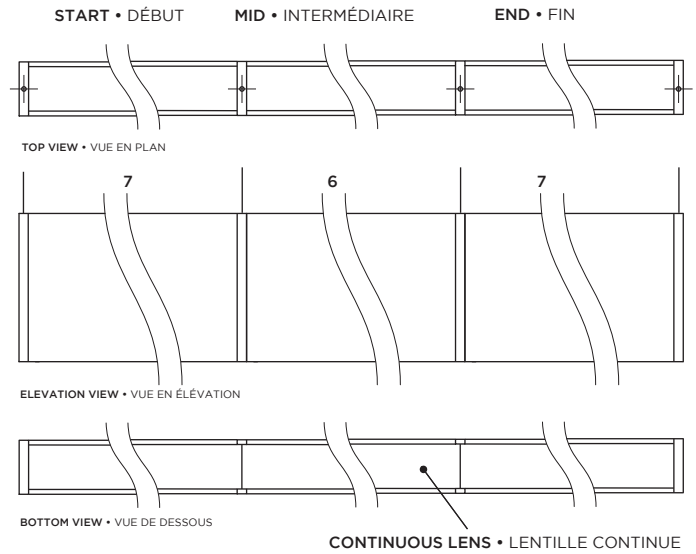 START • DÉBUT MID • INTERMÉDIAIRE END • FIN
TOP VIEW • VUE EN PLAN
7 6 7
ELEVATION VIEW • VUE EN ÉLÉVATION
BOTTOM VIEW • VUE DE DESSOUS
CONTINUOUS LENS • LENTILLE CONTINUE